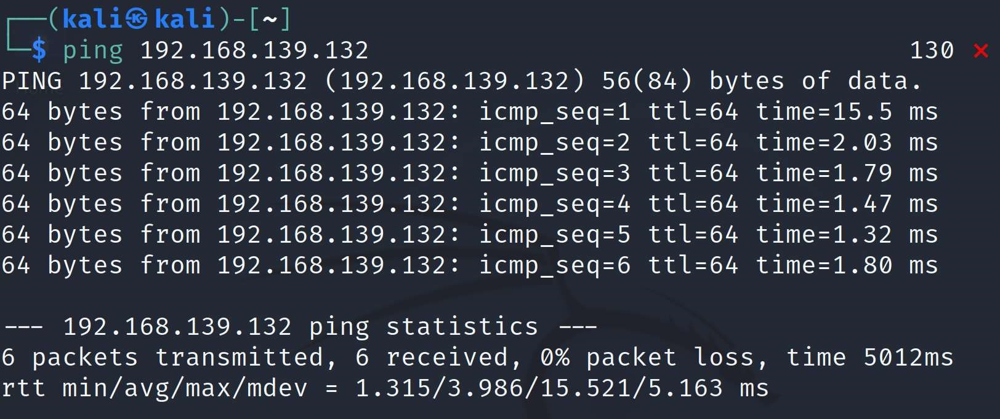 ┌──(kali㉿kali)-[~]
└─$ ping 192.168.139.132 130 ⨯
PING 192.168.139.132 (192.168.139.132) 56(84) bytes of data.
64 bytes from 192.168.139.132: icmp_seq=1 ttl=64 time=15.5 ms
64 bytes from 192.168.139.132: icmp_seq=2 ttl=64 time=2.03 ms
64 bytes from 192.168.139.132: icmp_seq=3 ttl=64 time=1.79 ms
64 bytes from 192.168.139.132: icmp_seq=4 ttl=64 time=1.47 ms
64 bytes from 192.168.139.132: icmp_seq=5 ttl=64 time=1.32 ms
64 bytes from 192.168.139.132: icmp_seq=6 ttl=64 time=1.80 ms
--- 192.168.139.132 ping statistics ---
6 packets transmitted, 6 received, 0% packet loss, time 5012ms
rtt min/avg/max/mdev = 1.315/3.986/15.521/5.163 ms